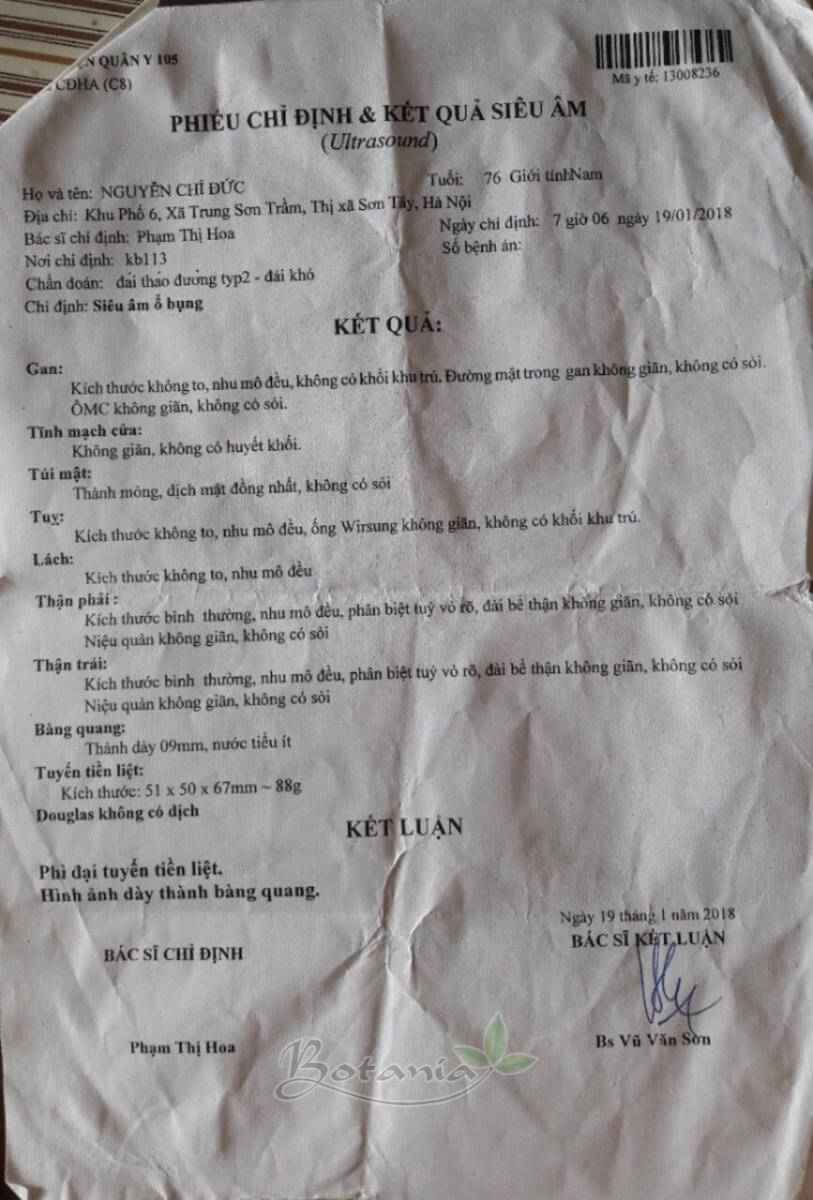 N QUÂN Y 105
CĐHA (C8)
Mã y tế: 13008236
PHIẾU CHỈ ĐỊNH & KẾT QUẢ SIÊU ÂM
(Ultrasound)
Họ và tên: NGUYỄN CHÍ ĐỨC Tuổi: 76 Giới tínhNam
Địa chỉ: Khu Phố 6, Xã Trung Sơn Trầm, Thị xã Sơn Tây, Hà Nội
Bác sĩ chỉ định: Phạm Thị Hoa Ngày chỉ định: 7 giờ 06 ngày 19/01/2018
Nơi chỉ định: kb113 Số bệnh án:
Chẩn đoán: đái tháo đường typ2 - đái khó
Chỉ định: Siêu âm ổ bụng
KẾT QUẢ:
Gan:
Kích thước không to, nhu mô đều, không có khối khu trú. Đường mật trong gan không giãn, không có sỏi.
ÔMC không giãn, không có sỏi.
Tĩnh mạch cửa:
Không giãn, không có huyết khối.
Túi mật:
Thành mỏng, dịch mật đồng nhất, không có sỏi
Tuỵ:
Kích thước không to, nhu mô đều, ống Wirsung không giãn, không có khối khu trú.
Lách:
Kích thước không to, nhu mô đều
Thận phải :
Kích thước bình thường, nhu mô đều, phân biệt tuỷ vỏ rõ, đài bể thận không giãn, không có sỏi
Niệu quản không giãn, không có sỏi
Thận trái:
Kích thước bình thường, nhu mô đều, phân biệt tuỷ vỏ rõ, đài bể thận không giãn, không có sỏi
Niệu quản không giãn, không có sỏi
Bàng quang:
Thành dày 09mm, nước tiểu ít
Tuyến tiền liệt:
Kích thước: 51 x 50 x 67mm ~ 88g
Douglas không có dịch
KẾT LUẬN
Phì đại tuyến tiền liệt.
Hình ảnh dày thành bàng quang.
Ngày 19 tháng 1 năm 2018
BÁC SĨ CHỈ ĐỊNH BÁC SĨ KẾT LUẬN
Phạm Thị Hoa Bs Vũ Văn Sơn
Botania